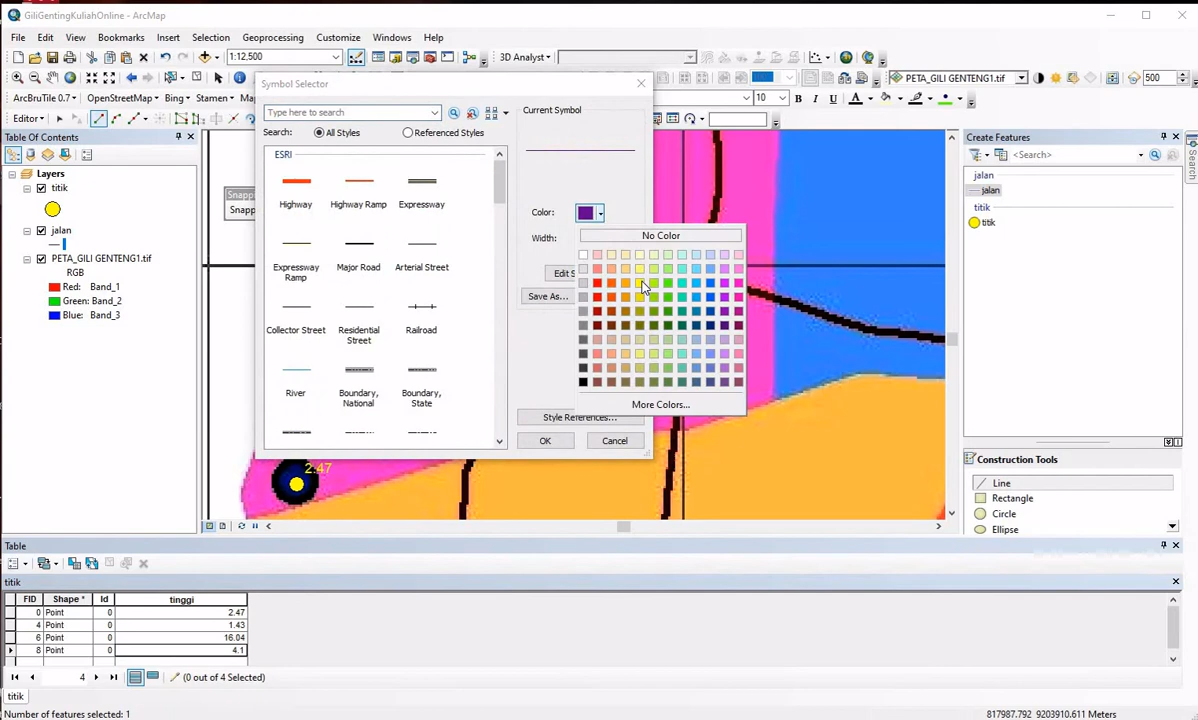 GiliGentingKuliahOnline - ArcMap
File Edit View Bookmarks Insert Selection Geoprocessing Customize Windows Help
1:12,500
3D Analyst
PETA_GILI GENTENG1.tif
500
ArcBruTile 0.7 OpenStreetMap Bing Stamen
10 B I U A
Editor
Table Of Contents
Layers
titik
jalan
PETA_GILI GENTENG1.tif
RGB
Red: Band_1
Green: Band_2
Blue: Band_3
Snapping
Symbol Selector
Type here to search
Search: All Styles Referenced Styles
ESRI
Highway Highway Ramp Expressway
Expressway Ramp Major Road Arterial Street
Collector Street Residential Street Railroad
River Boundary, National Boundary, State
Current Symbol
Color:
Width:
Edit S
Save As...
No Color
More Colors...
Style References...
OK Cancel
2.47
Create Features
<Search>
jalan
jalan
titik
titik
Construction Tools
Line
Rectangle
Circle
Ellipse
Search
Table
titik
FID Shape * Id tinggi
0 Point 0 2.47
4 Point 0 1.43
6 Point 0 16.04
8 Point 0 4.1
4 (0 out of 4 Selected)
titik
Number of features selected: 1
817987.792 9203910.611 Meters